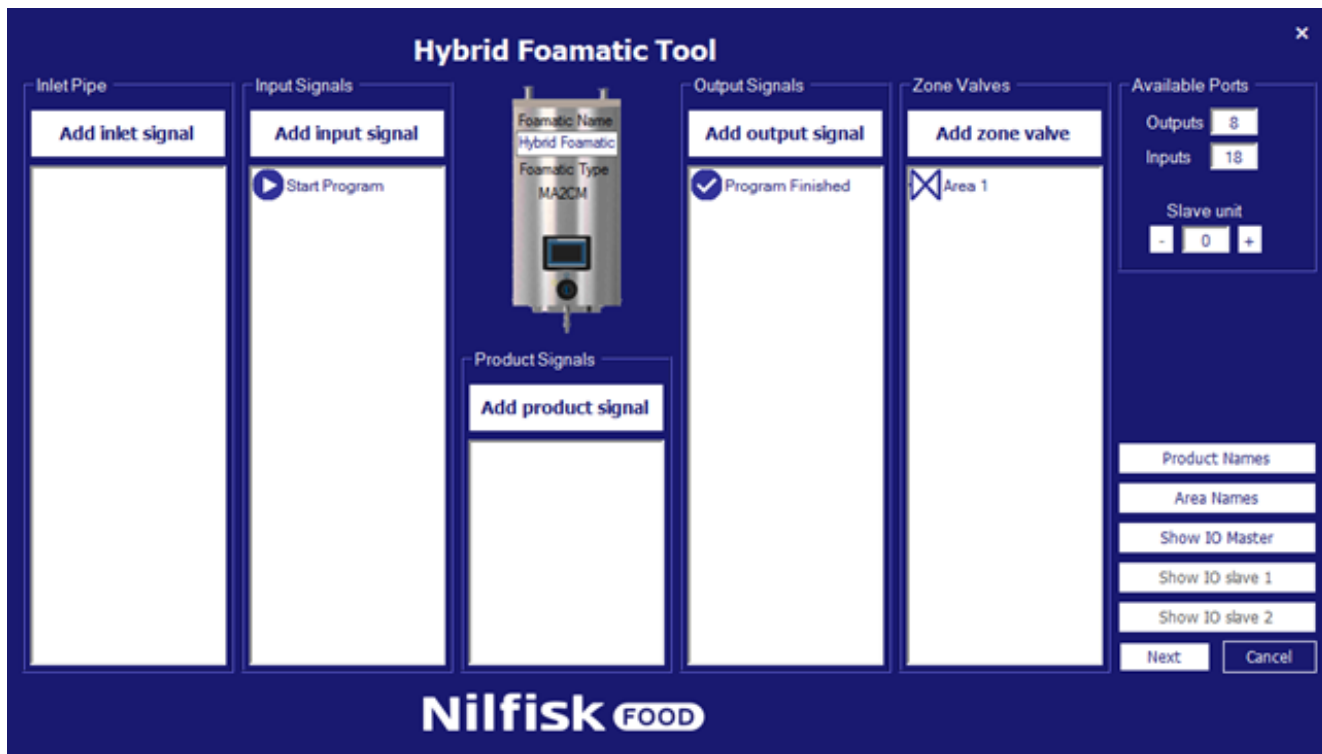 ×
Hybrid Foamatic Tool
Inlet Pipe
Add inlet signal
Input Signals
Add input signal
Start Program
Foamatic Name
Hybrid Foamatic
Foamatic Type
MA2CM
Product Signals
Add product signal
Output Signals
Add output signal
Program Finished
Zone Valves
Add zone valve
Area 1
Available Ports
Outputs 8
Inputs 18
Slave unit
- 0 +
Product Names
Area Names
Show IO Master
Show IO slave 1
Show IO slave 2
Next Cancel
Nilfisk FOOD